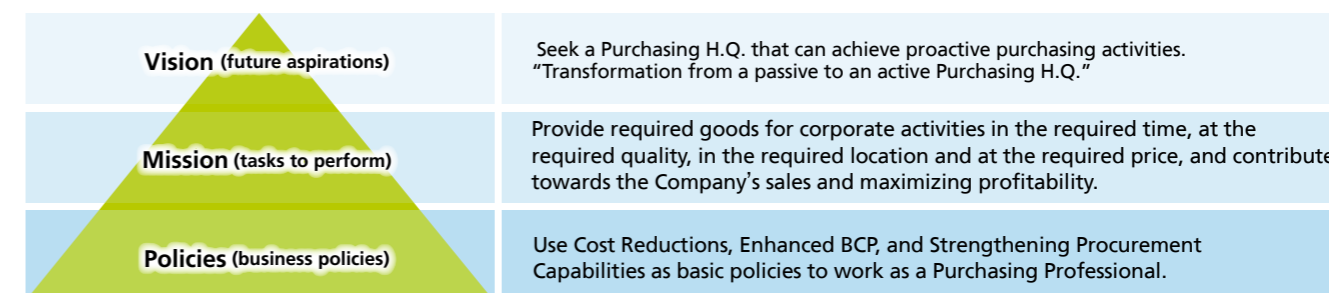 Vision (future aspirations)
Seek a Purchasing H.Q. that can achieve proactive purchasing activities.
“Transformation from a passive to an active Purchasing H.Q.”
Mission (tasks to perform)
Provide required goods for corporate activities in the required time, at the
required quality, in the required location and at the required price, and contribute
towards the Company’s sales and maximizing profitability.
Policies (business policies)
Use Cost Reductions, Enhanced BCP, and Strengthening Procurement
Capabilities as basic policies to work as a Purchasing Professional.